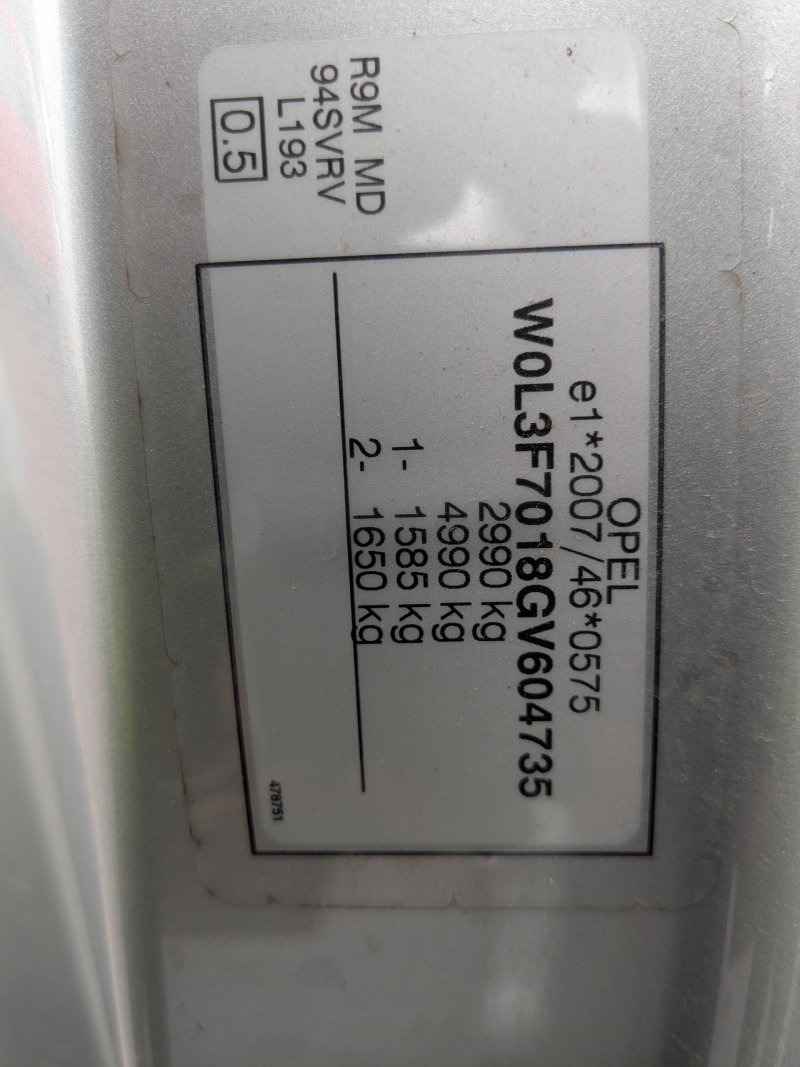 OPEL
e1*2007/46*0575
W0L3F7018GV604735
2990 kg
4990 kg
1- 1585 kg
2- 1650 kg
478751
R9M MD
94SVRV
L193
0.5